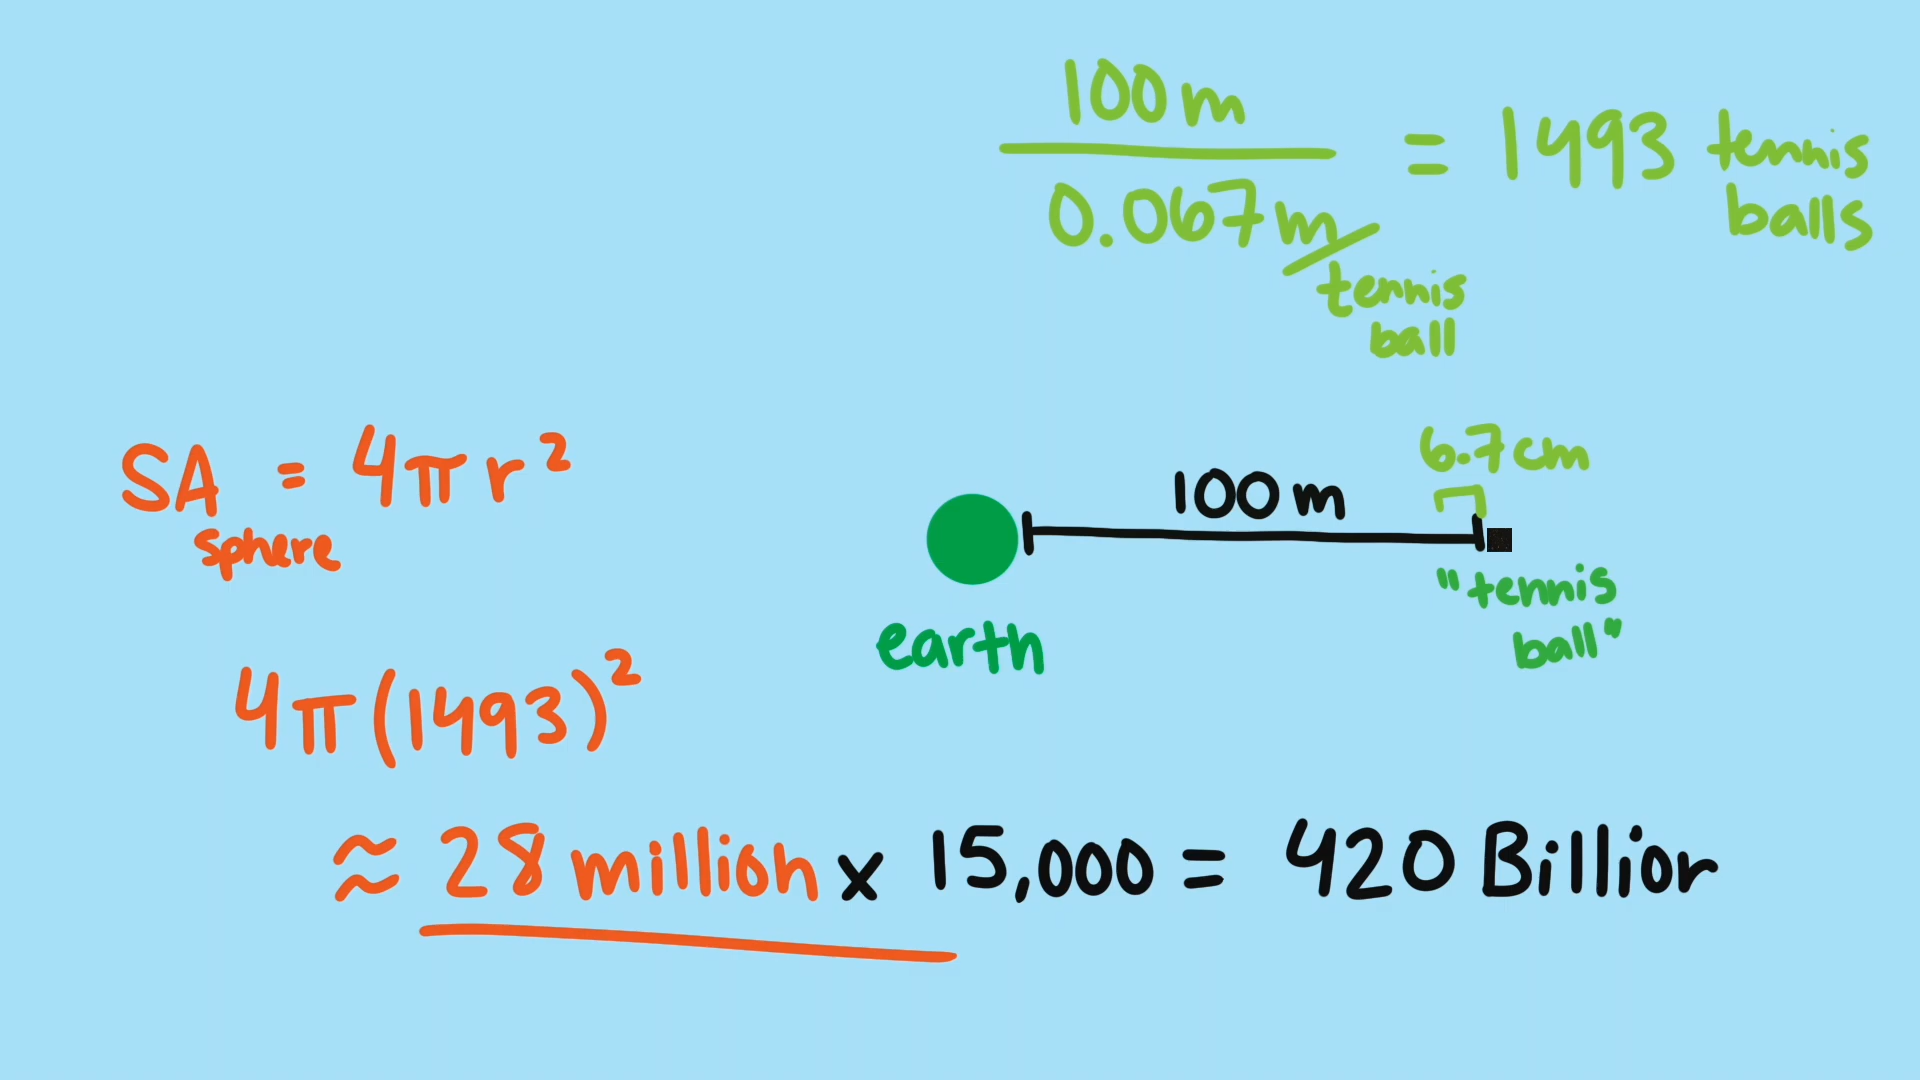 100 m
= 1493 tennis balls
0.067 m/tennis ball
SA sphere = 4πr²
6.7 cm
100 m
"tennis
ball"
earth
4π(1493)²
≈ 28 million x 15,000 = 420 Billior